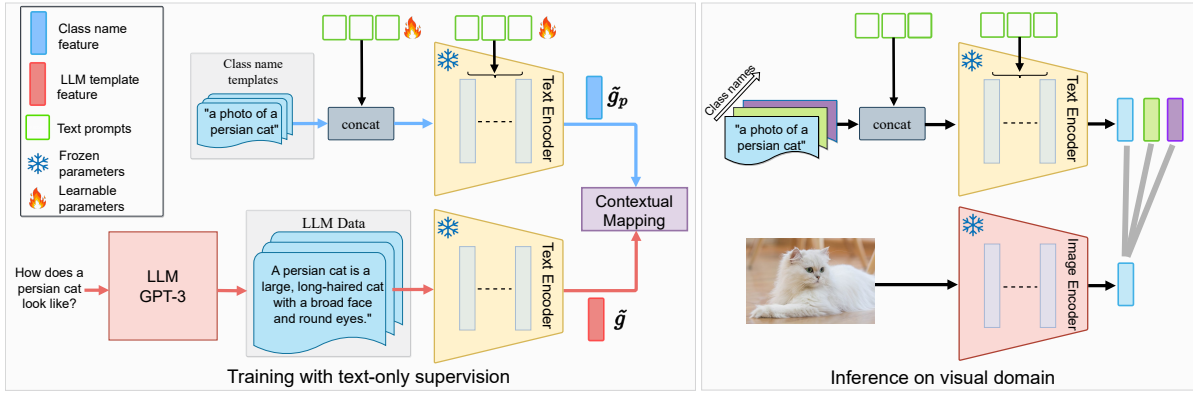 Class name
feature
LLM template
feature
Text prompts
Frozen
parameters
Learnable
parameters
Class name
templates
"a photo of a
persian cat"
concat
Text Encoder
g̃ₚ
Contextual
Mapping
How does a
persian cat
look like?
LLM
GPT-3
LLM Data
A persian cat is a
large, long-haired cat
with a broad face
and round eyes."
Text Encoder
g̃
Training with text-only supervision
Class names
"a photo of a
persian cat"
concat
Text Encoder
Image Encoder
Inference on visual domain